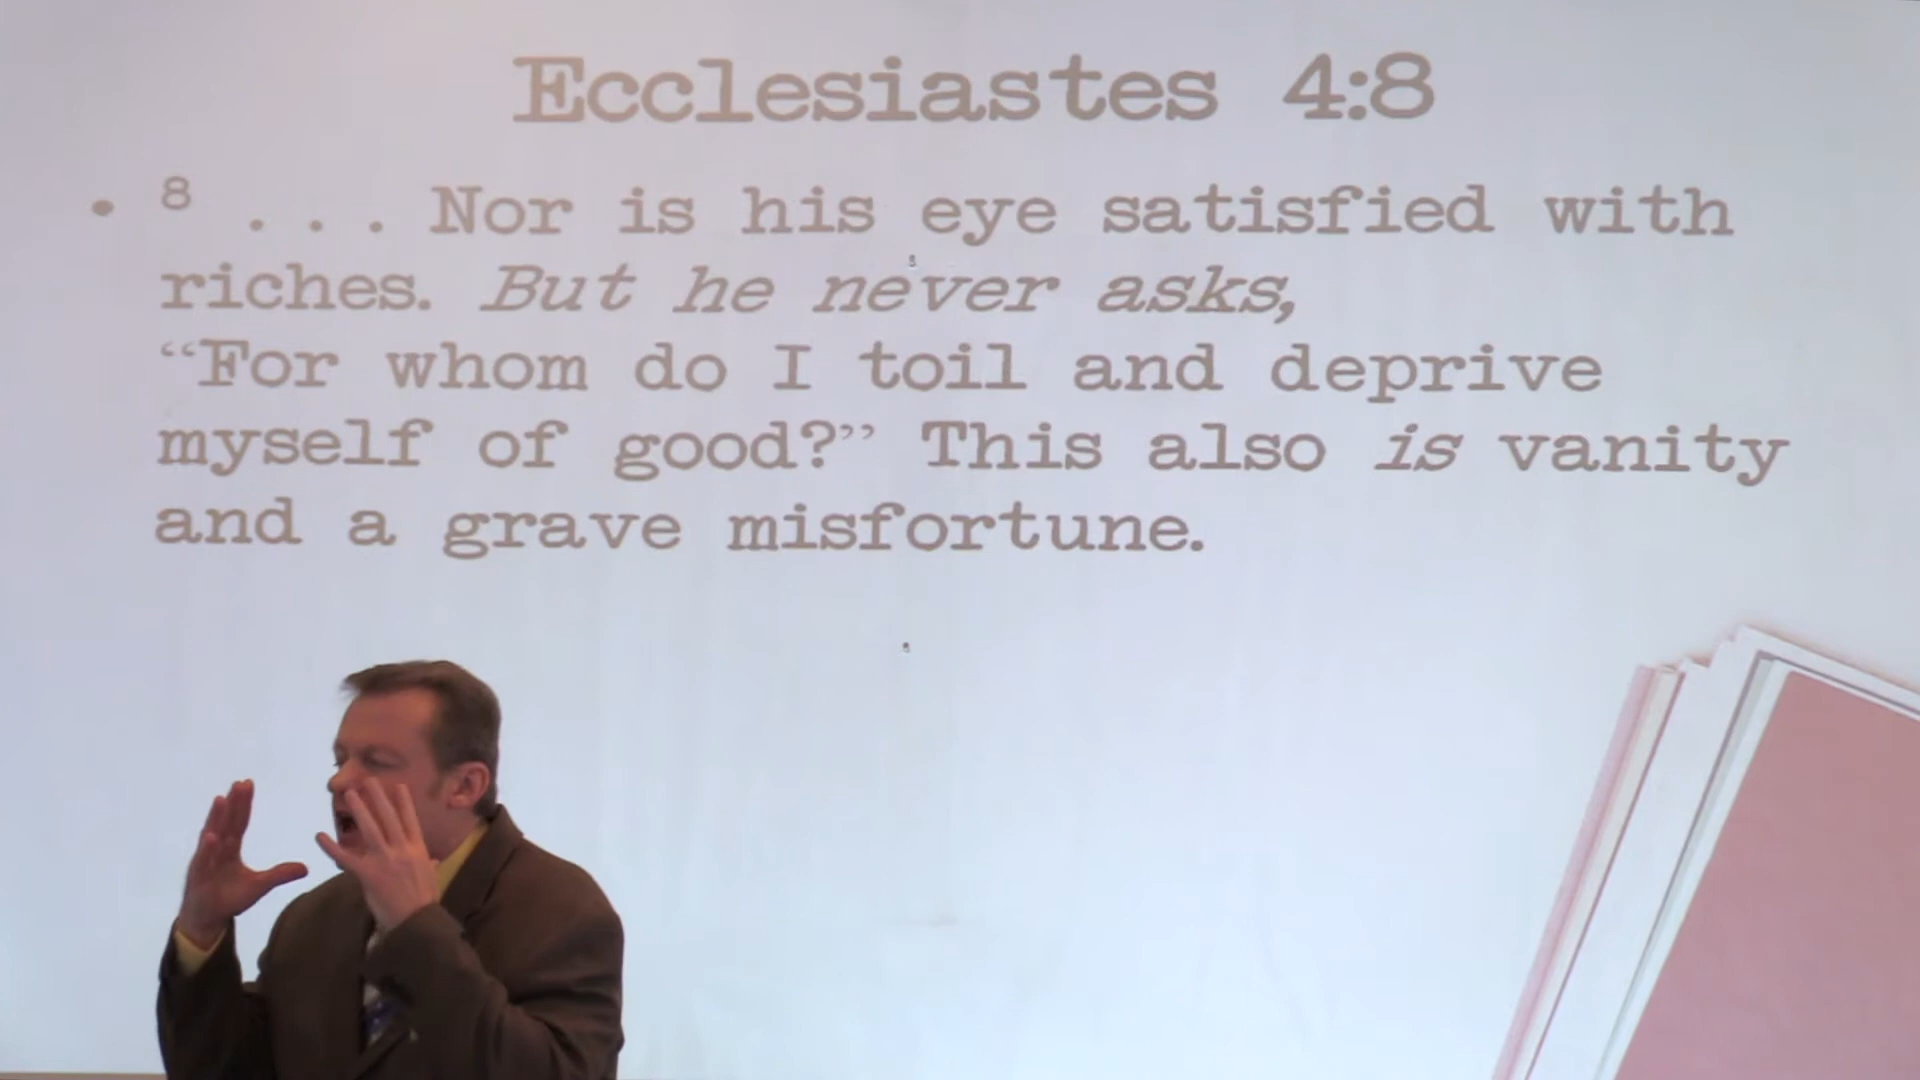 Ecclesiastes 4:8
• 8 . . . Nor is his eye satisfied with
riches. But he never asks,
“For whom do I toil and deprive
myself of good?” This also is vanity
and a grave misfortune.